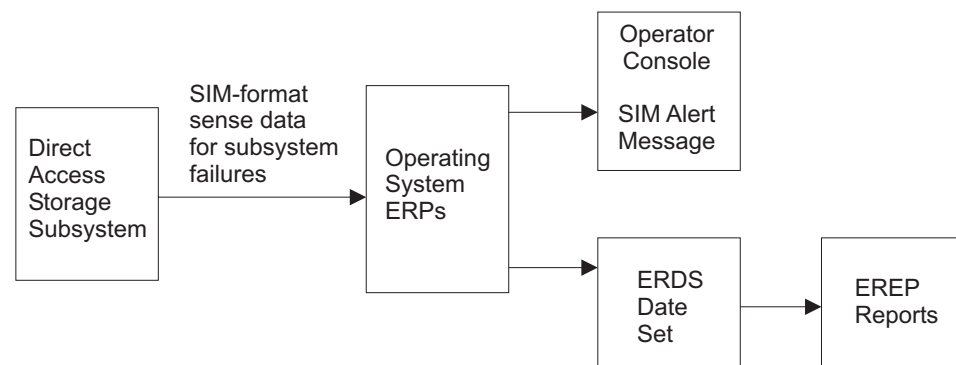 Direct
Access
Storage
Subsystem
SIM-format
sense data
for subsystem
failures
Operating
System
ERPs
Operator
Console
SIM Alert
Message
ERDS
Date
Set
EREP
Reports